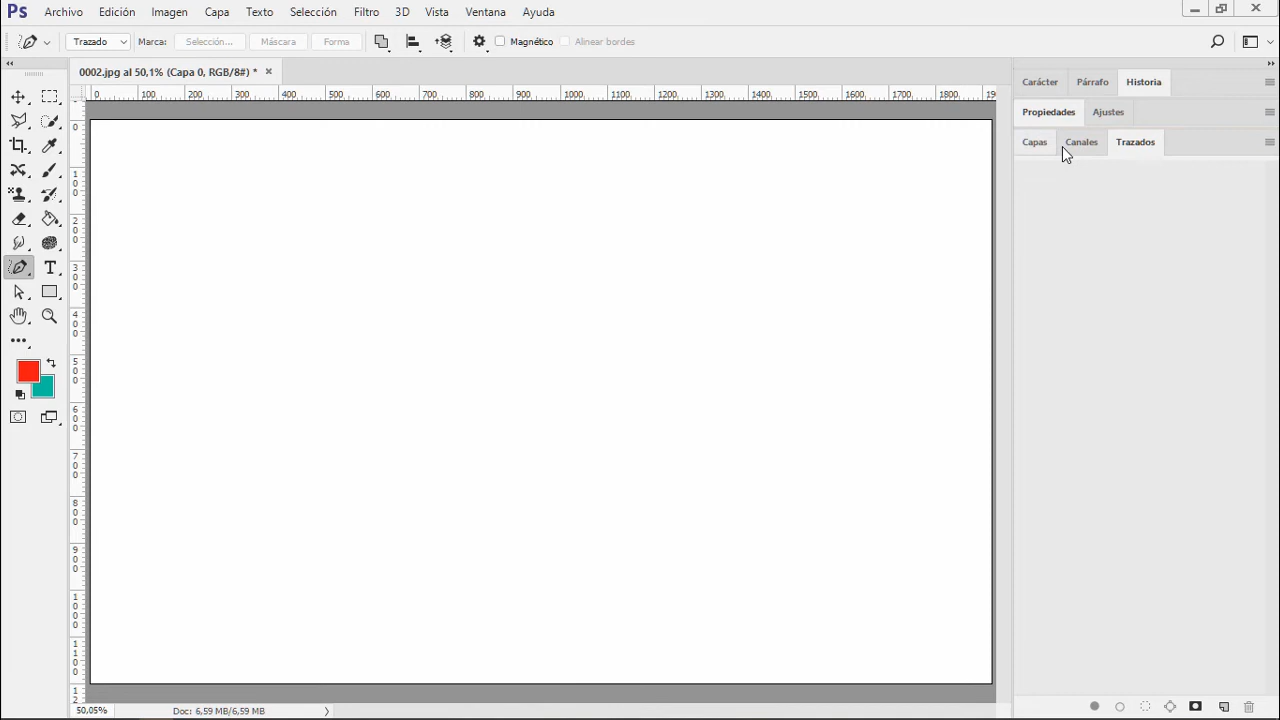 Ps Archivo Edición Imagen Capa Texto Selección Filtro 3D Vista Ventana Ayuda
Trazado Marca: Selección... Máscara Forma Magnético Alinear bordes
0002.jpg al 50,1% (Capa 0, RGB/8#) * ×
Carácter Párrafo Historia
0 100 200 300 400 500 600 700 800 900 1000 1100 1200 1300 1400 1500 1600 1700 1800 19
Propiedades Ajustes
Capas Canales Trazados
0
100
200
300
400
500
600
700
800
900
1000
1100
12
T
50,05% Doc: 6,59 MB/6,59 MB